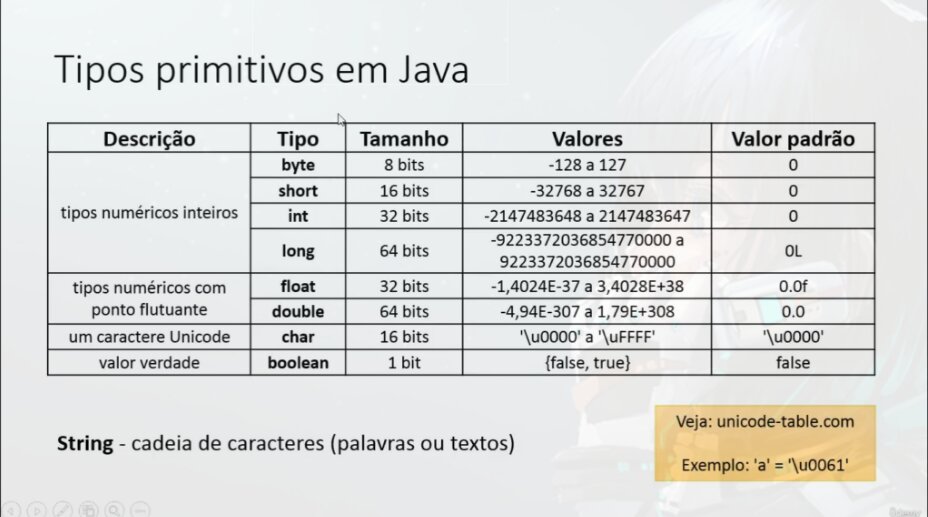 Tipos primitivos em Java
Descrição Tipo Tamanho Valores Valor padrão
tipos numéricos inteiros byte 8 bits -128 a 127 0
short 16 bits -32768 a 32767 0
int 32 bits -2147483648 a 2147483647 0
long 64 bits -9223372036854770000 a
9223372036854770000 0L
tipos numéricos com
ponto flutuante float 32 bits -1,4024E-37 a 3,4028E+38 0.0f
double 64 bits -4,94E-307 a 1,79E+308 0.0
um caractere Unicode char 16 bits '\u0000' a '\uFFFF' '\u0000'
valor verdade boolean 1 bit {false, true} false
String - cadeia de caracteres (palavras ou textos)
Veja: unicode-table.com
Exemplo: 'a' = '\u0061'